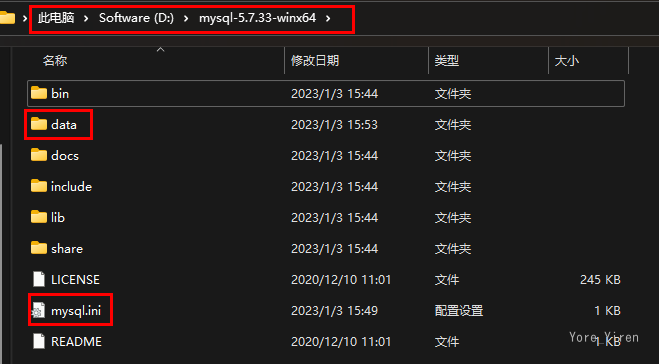 此电脑 > Software (D:) > mysql-5.7.33-winx64 >
名称 修改日期 类型 大小
bin 2023/1/3 15:44 文件夹
data 2023/1/3 15:53 文件夹
docs 2023/1/3 15:44 文件夹
include 2023/1/3 15:44 文件夹
lib 2023/1/3 15:44 文件夹
share 2023/1/3 15:44 文件夹
LICENSE 2020/12/10 11:01 文件 245 KB
mysql.ini 2023/1/3 15:49 配置设置 1 KB
README 2020/12/10 11:01 文件 1 KB
Yore Yiren